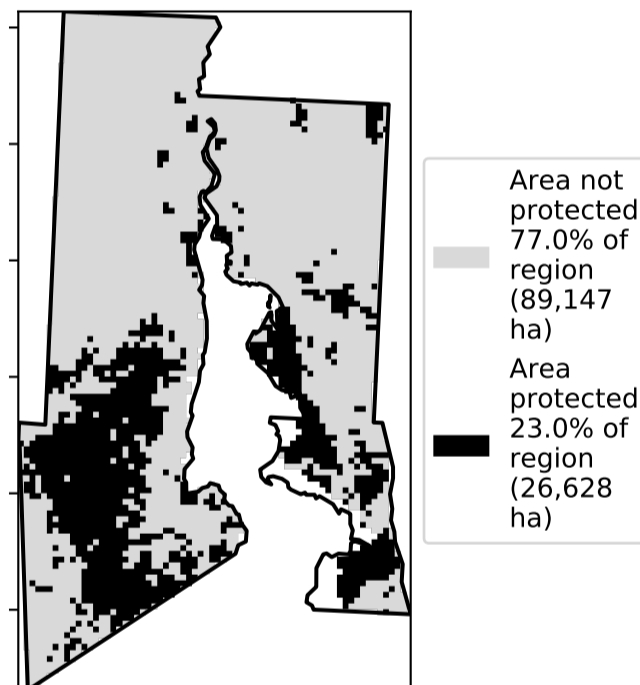 Area not
protected
77.0% of
region
(89,147
ha)
Area
protected
23.0% of
region
(26,628
ha)